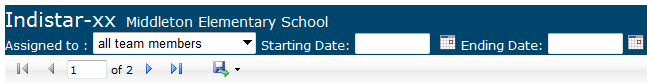 Indistar-xx Middleton Elementary School
Assigned to : all team members Starting Date: Ending Date:
1 of 2